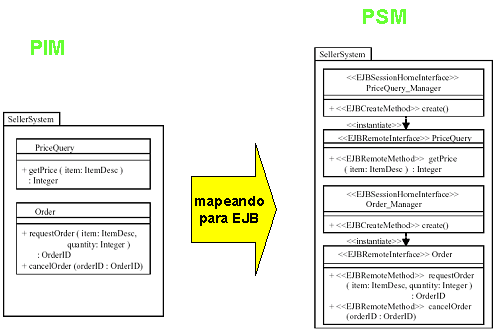 PIM
SellerSystem
PriceQuery
+ getPrice ( item: ItemDesc )
: Integer
Order
+ requestOrder ( item: ItemDesc,
quantity: Integer )
: OrderID
+ cancelOrder (orderID : OrderID)
mapeando
para EJB
PSM
SellerSystem
<<EJBSessionHomeInterface>>
PriceQuery_Manager
+ <<EJBCreateMethod>> create()
<<instantiate>>
<<EJBRemoteInterface>> PriceQuery
+ <<EJBRemoteMethod>> getPrice
( item : ItemDesc ) : Integer
<<EJBSessionHomeInterface>>
Order_Manager
+ <<EJBCreateMethod>> create()
<<instantiate>>
<<EJBRemoteInterface>> Order
+ <<EJBRemoteMethod>> requestOrder
( item: ItemDesc, quantity: Integer )
: OrderID
+ <<EJBRemoteMethod>> cancelOrder
(orderID : OrderID)